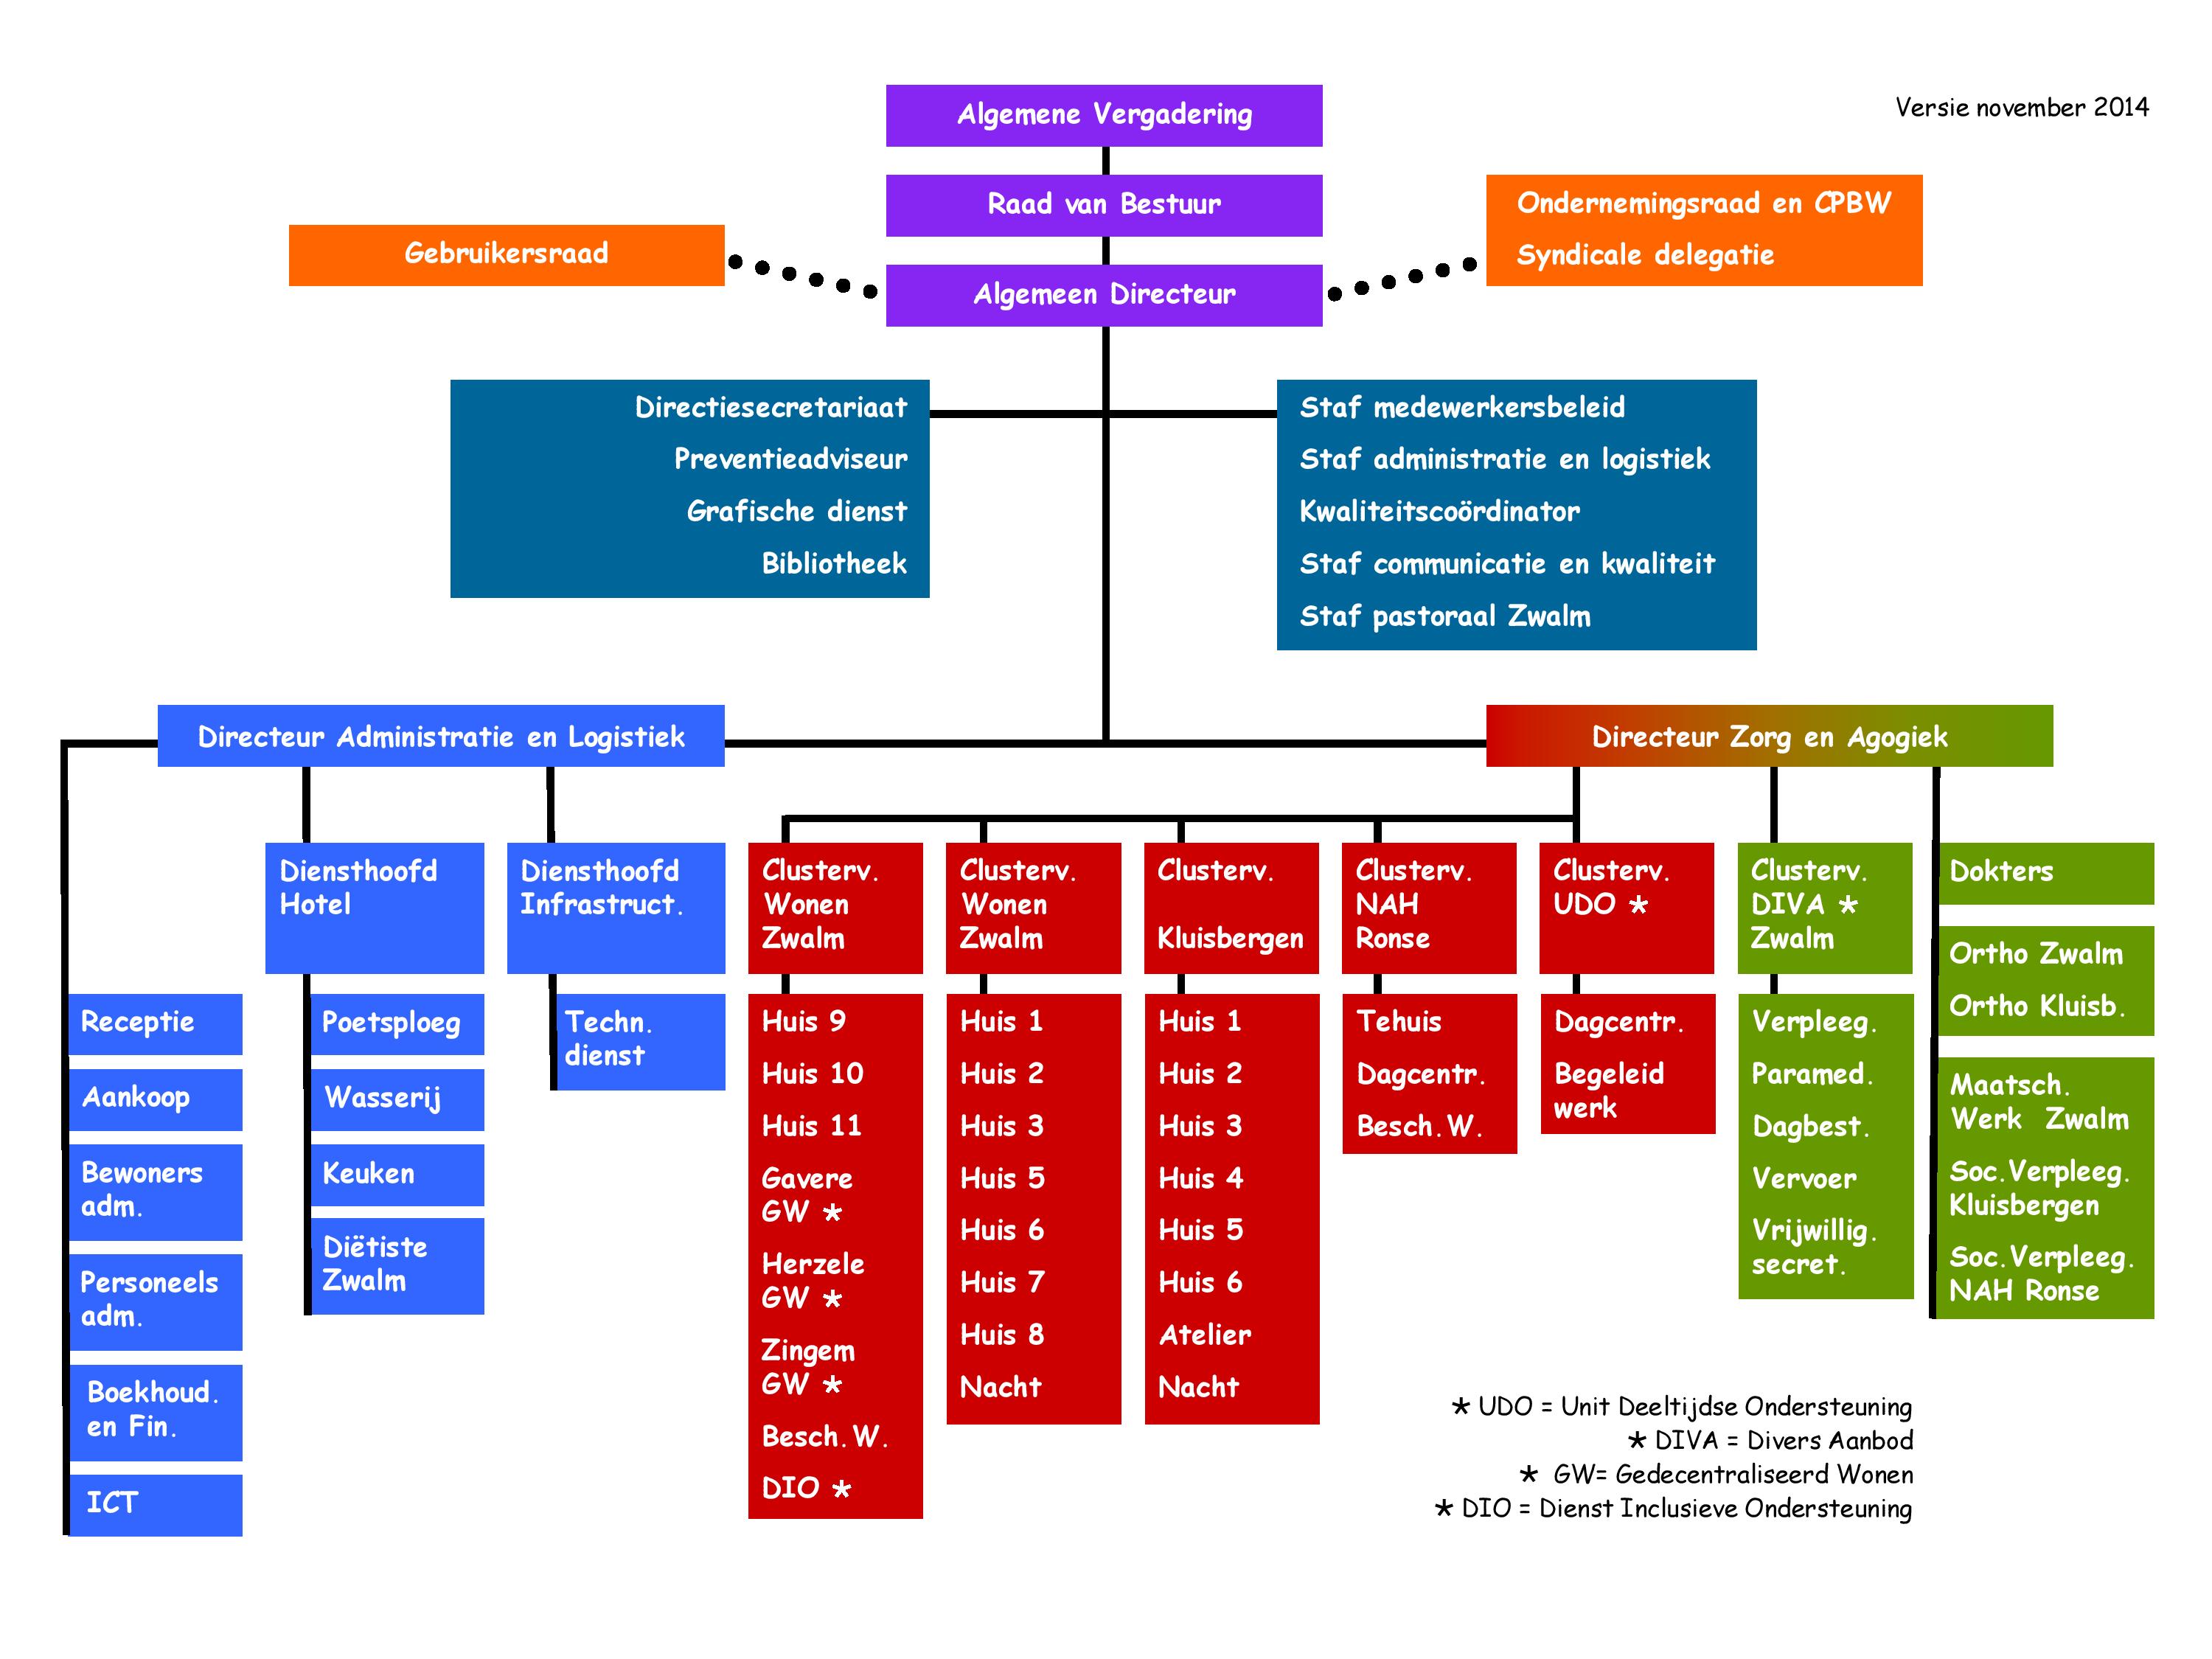 Algemene Vergadering
Versie november 2014
Raad van Bestuur
Ondernemingsraad en CPBW
Syndicale delegatie
Gebruikersraad
Algemeen Directeur
Directiesecretariaat
Preventieadviseur
Grafische dienst
Bibliotheek
Staf medewerkersbeleid
Staf administratie en logistiek
Kwaliteitscoördinator
Staf communicatie en kwaliteit
Staf pastoraal Zwalm
Directeur Administratie en Logistiek
Directeur Zorg en Agogiek
Diensthoofd
Hotel
Diensthoofd
Infrastruct.
Clusterv.
Wonen
Zwalm
Clusterv.
Wonen
Zwalm
Clusterv.
Kluisbergen
Clusterv.
NAH
Ronse
Clusterv.
UDO *
Clusterv.
DIVA *
Zwalm
Dokters
Ortho Zwalm
Ortho Kluisb.
Maatsch.
Werk Zwalm
Soc.Verpleeg.
Kluisbergen
Soc.Verpleeg.
NAH Ronse
Receptie
Aankoop
Bewoners
adm.
Personeels
adm.
Boekhoud.
en Fin.
ICT
Poetsploeg
Wasserij
Keuken
Diëtiste
Zwalm
Techn.
dienst
Huis 9
Huis 10
Huis 11
Gavere
GW *
Herzele
GW *
Zingem
GW *
Besch.W.
DIO *
Huis 1
Huis 2
Huis 3
Huis 5
Huis 6
Huis 7
Huis 8
Nacht
Huis 1
Huis 2
Huis 3
Huis 4
Huis 5
Huis 6
Atelier
Nacht
Tehuis
Dagcentr.
Besch.W.
Dagcentr.
Begeleid
werk
Verpleeg.
Paramed.
Dagbest.
Vervoer
Vrijwillig.
secret.
* UDO = Unit Deeltijdse Ondersteuning
* DIVA = Divers Aanbod
* GW= Gedecentraliseerd Wonen
* DIO = Dienst Inclusieve Ondersteuning